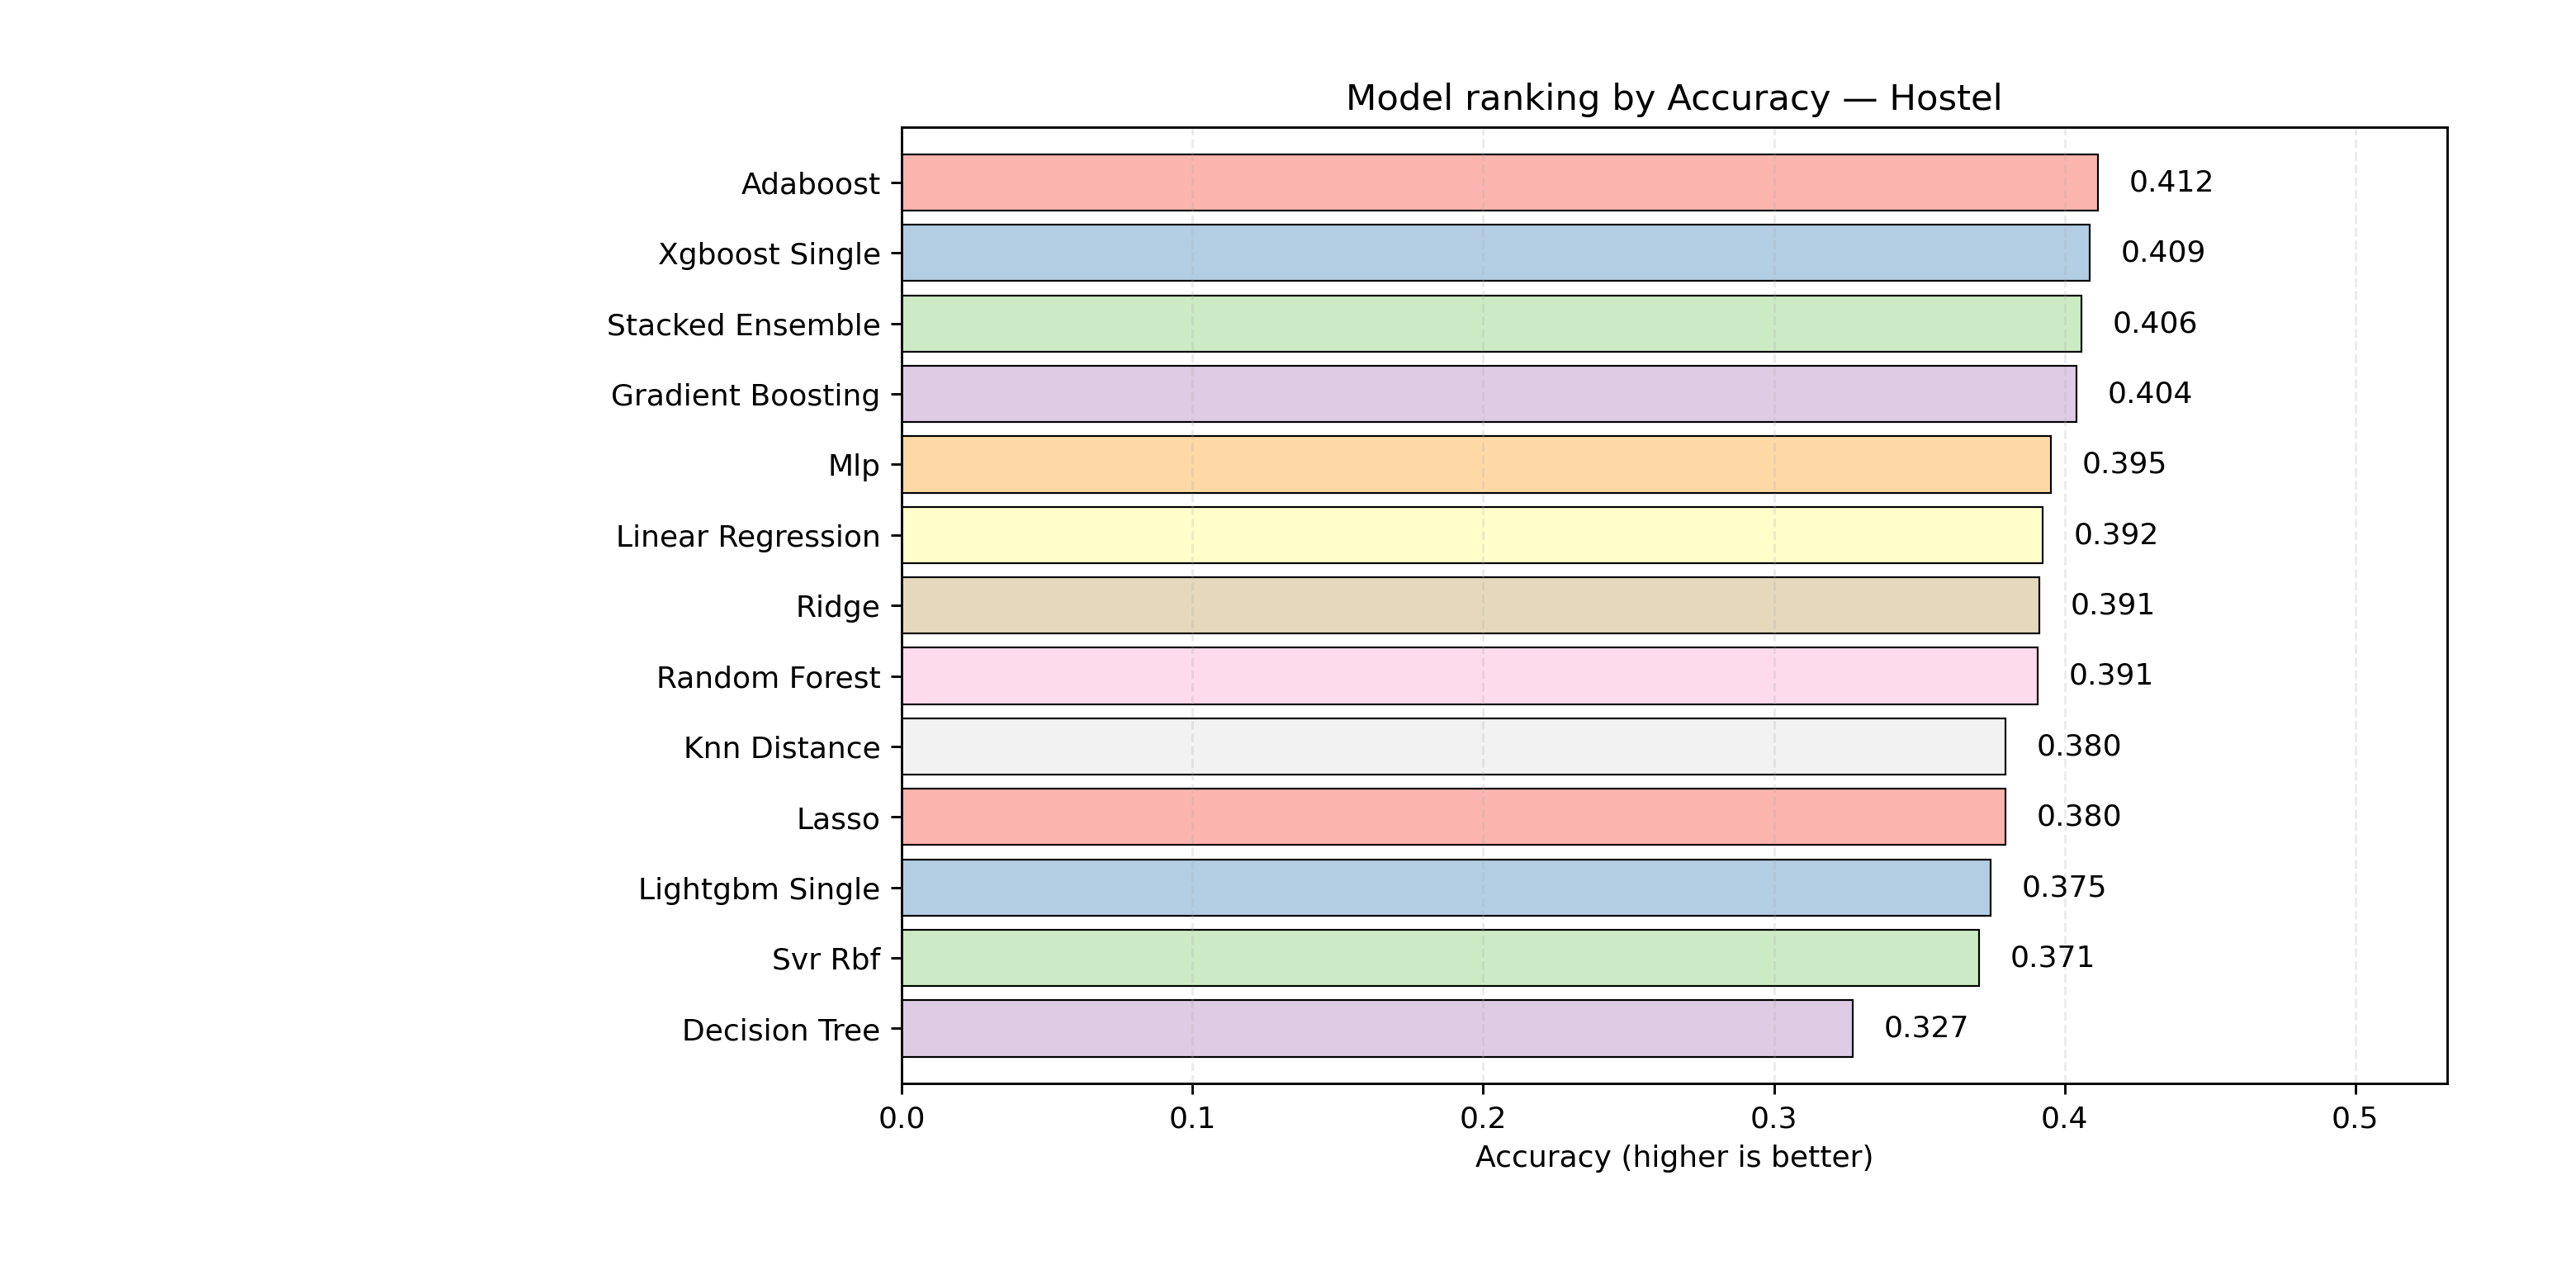 Model ranking by Accuracy — Hostel
Adaboost 0.412
Xgboost Single 0.409
Stacked Ensemble 0.406
Gradient Boosting 0.404
Mlp 0.395
Linear Regression 0.392
Ridge 0.391
Random Forest 0.391
Knn Distance 0.380
Lasso 0.380
Lightgbm Single 0.375
Svr Rbf 0.371
Decision Tree 0.327
0.0 0.1 0.2 0.3 0.4 0.5
Accuracy (higher is better)